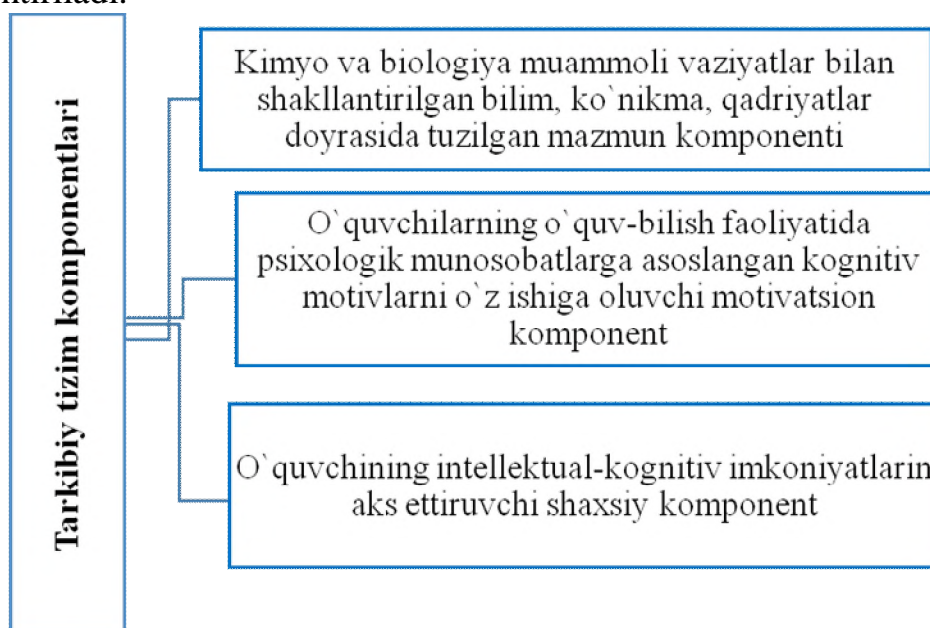 Tarkibiy tizim komponentlari
Kimyo va biologiya muammoli vaziyatlar bilan
shakllantirilgan bilim, ko`nikma, qadriyatlar
doyrasida tuzilgan mazmun komponenti
O`quvchilarning o`quv-bilish faoliyatida
psixologik munosobatlarga asoslangan kognitiv
motivlarni o`z ishiga oluvchi motivatsion
komponent
O`quvchining intellektual-kognitiv imkoniyatlarin
aks ettiruvchi shaxsiy komponent